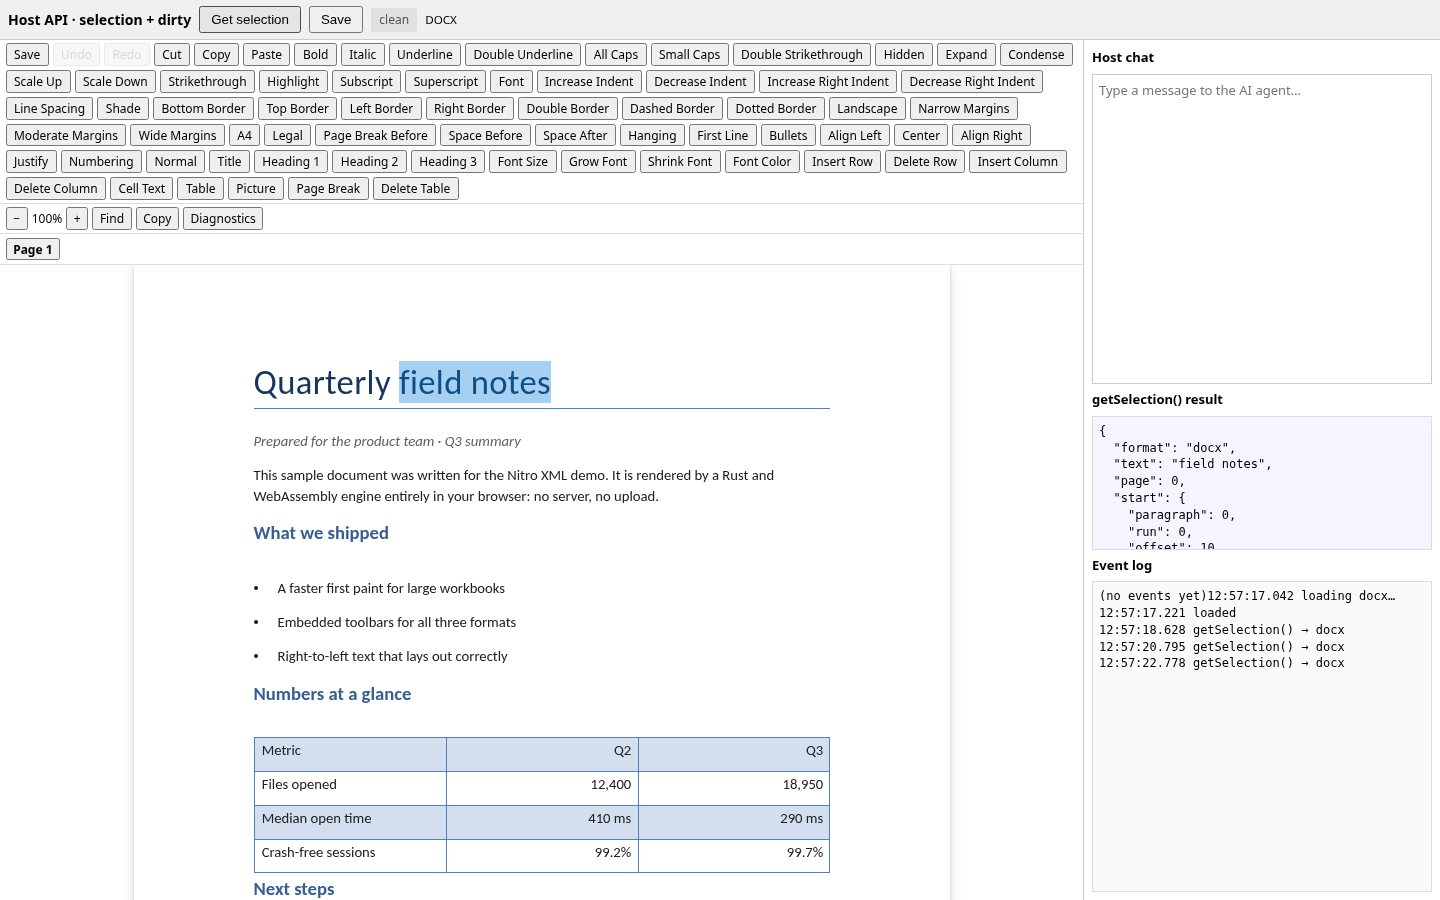 Host API · selection + dirty Get selection Save clean DOCX
Save Undo Redo Cut Copy Paste Bold Italic Underline Double Underline All Caps Small Caps Double Strikethrough Hidden Expand Condense
Scale Up Scale Down Strikethrough Highlight Subscript Superscript Font Increase Indent Decrease Indent Increase Right Indent Decrease Right Indent
Line Spacing Shade Bottom Border Top Border Left Border Right Border Double Border Dashed Border Dotted Border Landscape Narrow Margins
Moderate Margins Wide Margins A4 Legal Page Break Before Space Before Space After Hanging First Line Bullets Align Left Center Align Right
Justify Numbering Normal Title Heading 1 Heading 2 Heading 3 Font Size Grow Font Shrink Font Font Color Insert Row Delete Row Insert Column
Delete Column Cell Text Table Picture Page Break Delete Table
− 100% + Find Copy Diagnostics
Page 1
Quarterly field notes
Prepared for the product team · Q3 summary
This sample document was written for the Nitro XML demo. It is rendered by a Rust and
WebAssembly engine entirely in your browser: no server, no upload.
What we shipped
• A faster first paint for large workbooks
• Embedded toolbars for all three formats
• Right-to-left text that lays out correctly
Numbers at a glance
Metric Q2 Q3
Files opened 12,400 18,950
Median open time 410 ms 290 ms
Crash-free sessions 99.2% 99.7%
Next steps
Host chat
Type a message to the AI agent…
getSelection() result
{
"format": "docx",
"text": "field notes",
"page": 0,
"start": {
"paragraph": 0,
"run": 0,
"offset": 10
Event log
(no events yet)12:57:17.042 loading docx…
12:57:17.221 loaded
12:57:18.628 getSelection() → docx
12:57:20.795 getSelection() → docx
12:57:22.778 getSelection() → docx